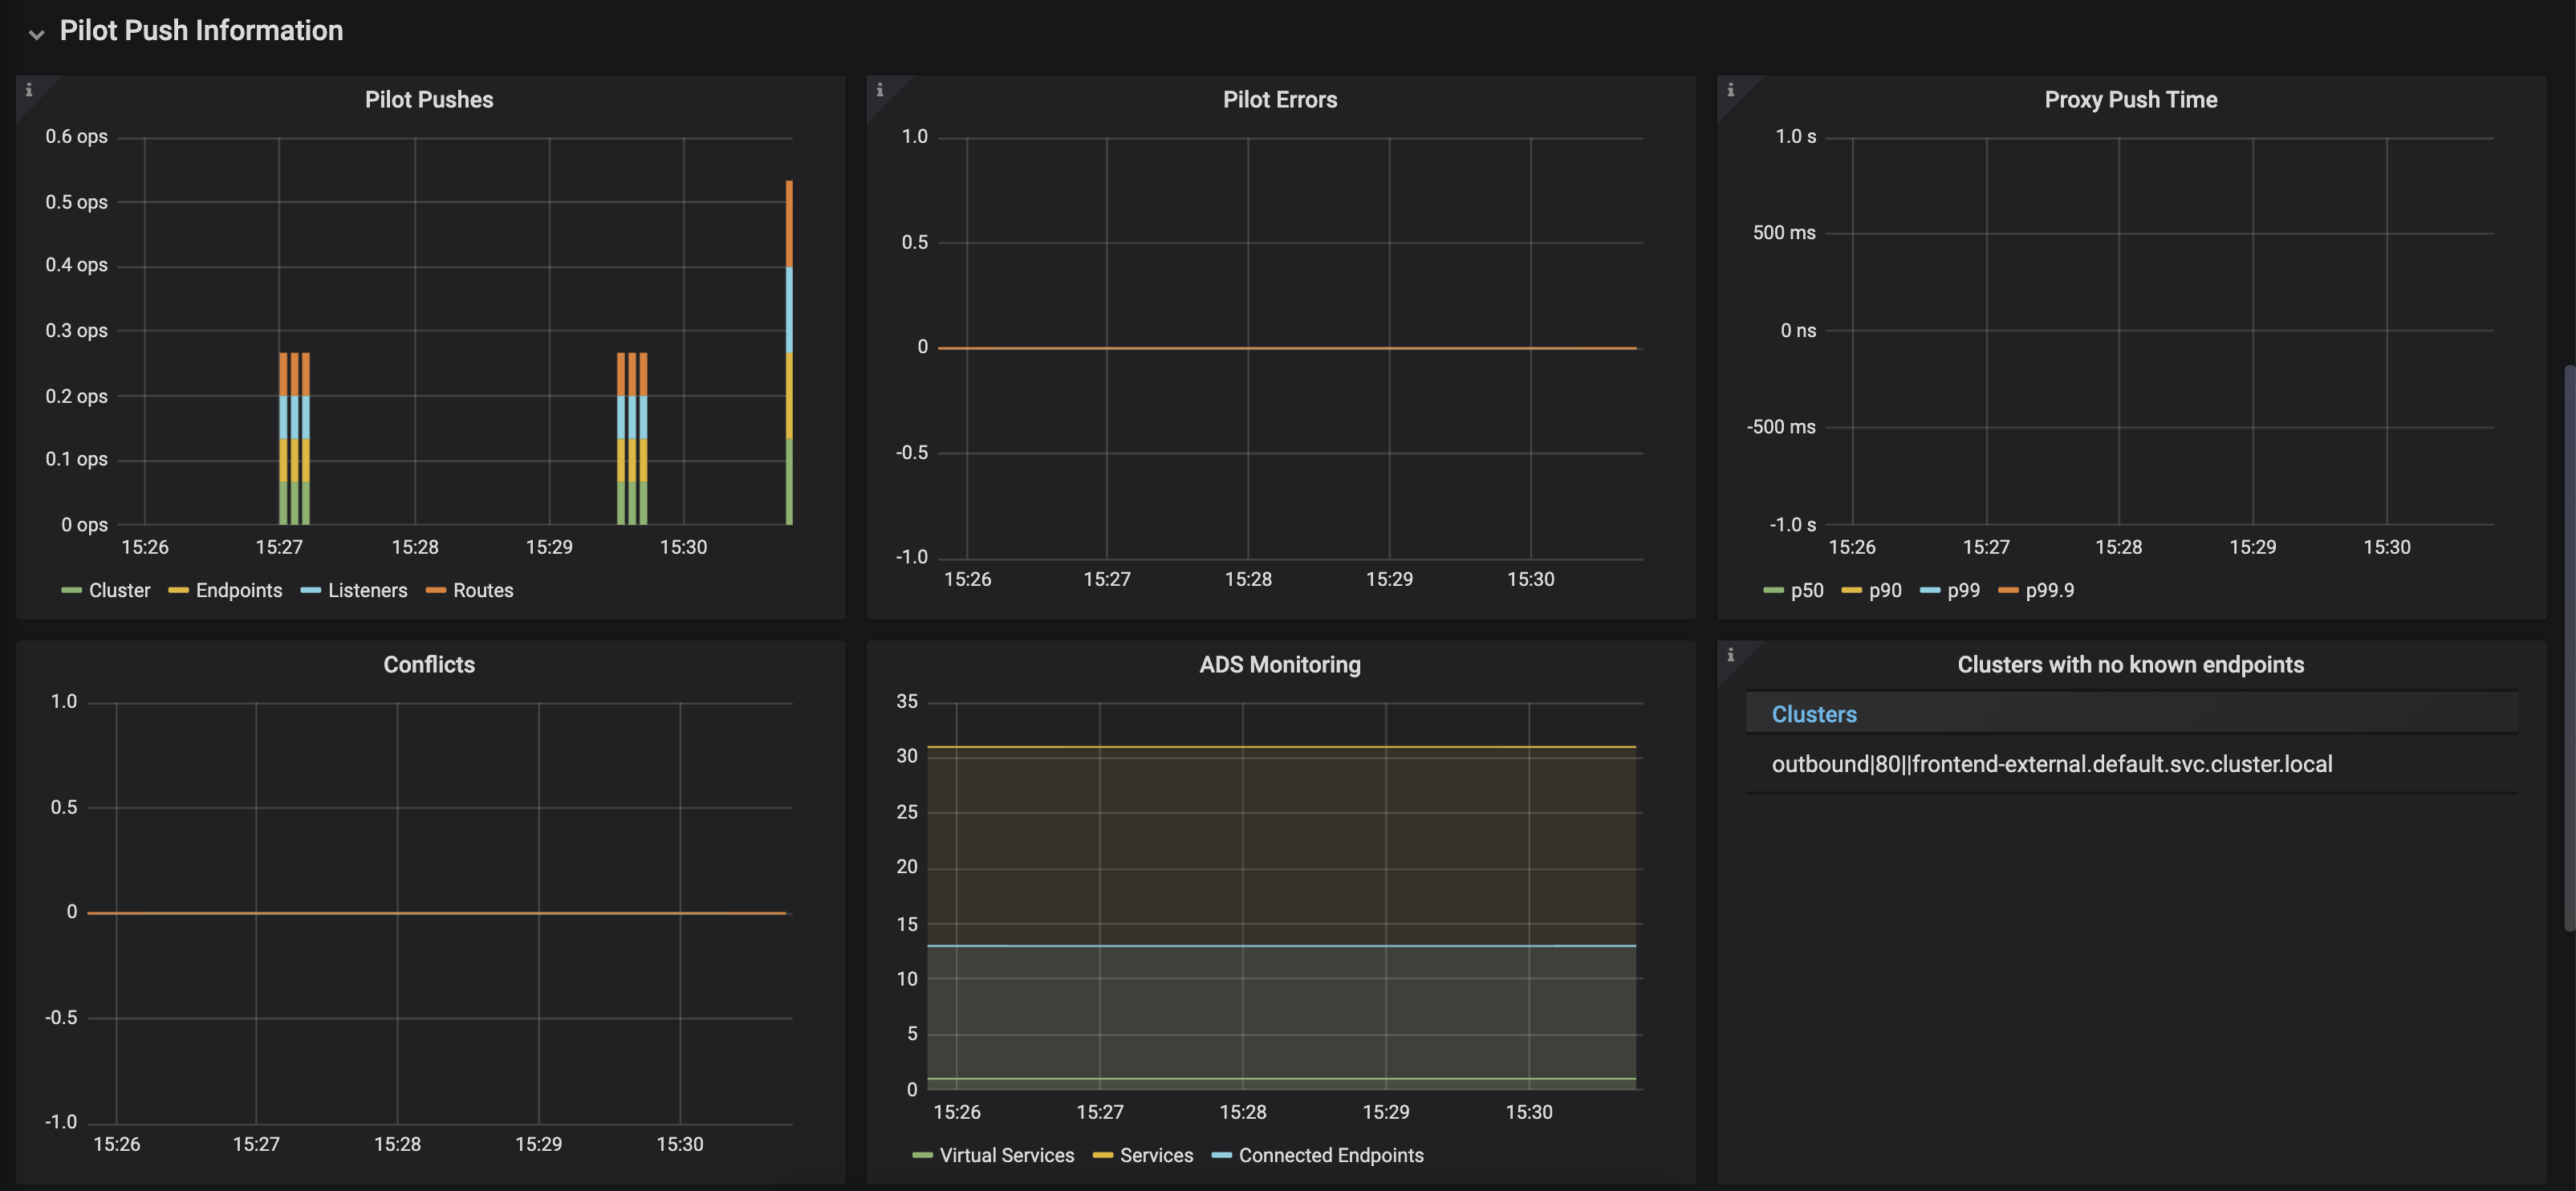 Pilot Push Information
i
Pilot Pushes
0.6 ops
0.5 ops
0.4 ops
0.3 ops
0.2 ops
0.1 ops
0 ops
15:26 15:27 15:28 15:29 15:30
Cluster Endpoints Listeners Routes
i
Pilot Errors
1.0
0.5
0
-0.5
-1.0
15:26 15:27 15:28 15:29 15:30
i
Proxy Push Time
1.0 s
500 ms
0 ns
-500 ms
-1.0 s
15:26 15:27 15:28 15:29 15:30
p50 p90 p99 p99.9
Conflicts
1.0
0.5
0
-0.5
-1.0
15:26 15:27 15:28 15:29 15:30
ADS Monitoring
35
30
25
20
15
10
5
0
15:26 15:27 15:28 15:29 15:30
Virtual Services Services Connected Endpoints
i
Clusters with no known endpoints
Clusters
outbound|80||frontend-external.default.svc.cluster.local